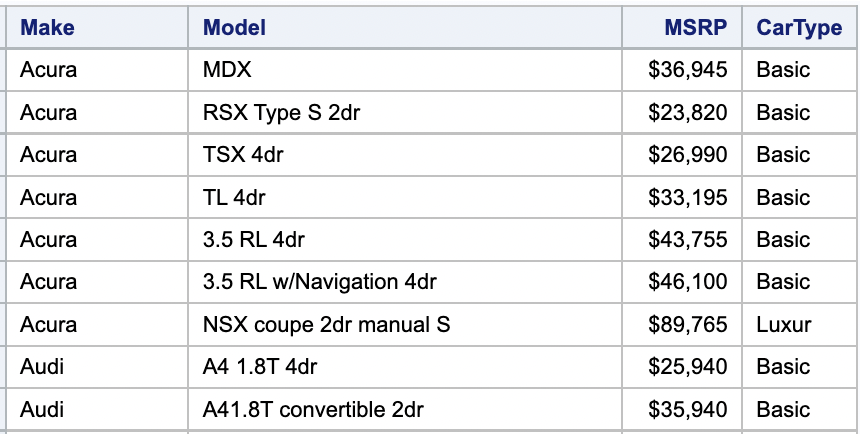 Make Model MSRP CarType
Acura MDX $36,945 Basic
Acura RSX Type S 2dr $23,820 Basic
Acura TSX 4dr $26,990 Basic
Acura TL 4dr $33,195 Basic
Acura 3.5 RL 4dr $43,755 Basic
Acura 3.5 RL w/Navigation 4dr $46,100 Basic
Acura NSX coupe 2dr manual S $89,765 Luxur
Audi A4 1.8T 4dr $25,940 Basic
Audi A41.8T convertible 2dr $35,940 Basic